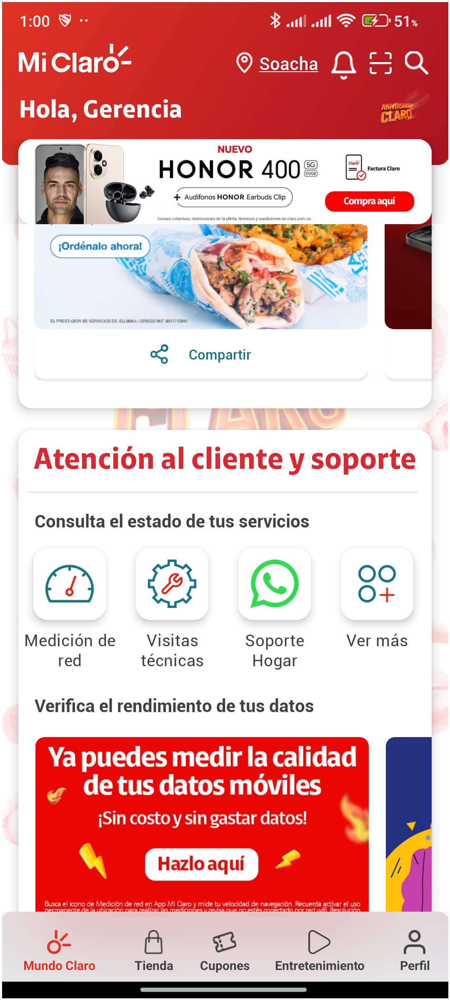 1:00
51%
Mi Claro
Soacha
Hola, Gerencia
ANIVERSARIO
CLARO
NUEVO
HONOR 400 5G
512GB
+ Audífonos HONOR Earbuds Clip
Conoce cobertura, restricciones de la oferta, términos y condiciones en claro.com.co.
Claro
Factura Claro
Compra aquí
¡Ordénalo ahora!
EL PRESTADOR DE SERVICIOS ES: ELLINIKA / GRIEGO NIT: 9011712941
Compartir
CLARO
Atención al cliente y soporte
Consulta el estado de tus servicios
Medición de
red
Visitas
técnicas
Soporte
Hogar
Ver más
Verifica el rendimiento de tus datos
Ya puedes medir la calidad
de tus datos móviles
¡Sin costo y sin gastar datos!
Hazlo aquí
Busca el icono de Medición de red en App Mi Claro y mide tu velocidad de navegación. Recuerda activar el uso
permanente de la ubicación para realizar las mediciones y revisa que no estés conectado por red wifi. Resolución
Mundo Claro
Tienda
Cupones
Entretenimiento
Perfil